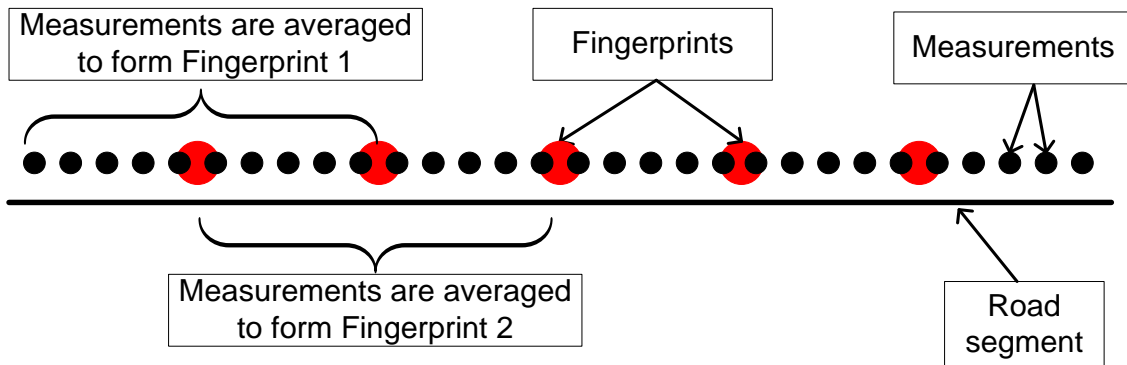 Measurements are averaged
to form Fingerprint 1
Fingerprints
Measurements
Measurements are averaged
to form Fingerprint 2
Road
segment